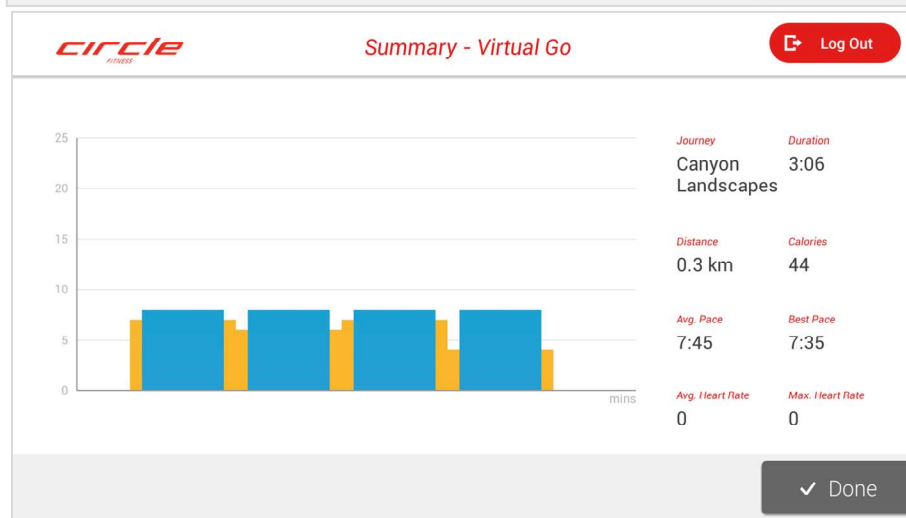 circle
FITNESS
Summary - Virtual Go
Log Out
25
20
15
10
5
0
mins
Journey
Duration
Canyon
Landscapes
3:06
Distance
Calories
0.3 km
44
Avg. Pace
Best Pace
7:45
7:35
Avg. Heart Rate
Max. Heart Rate
0
0
Done